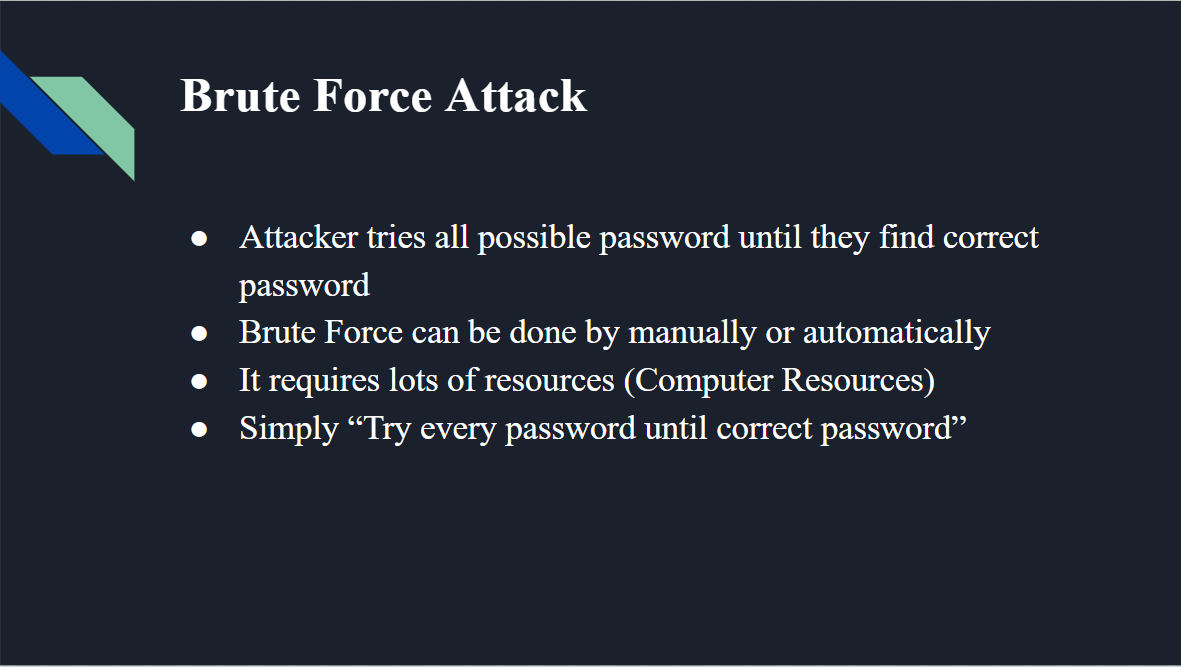 Brute Force Attack
● Attacker tries all possible password until they find correct
password
● Brute Force can be done by manually or automatically
● It requires lots of resources (Computer Resources)
● Simply “Try every password until correct password”